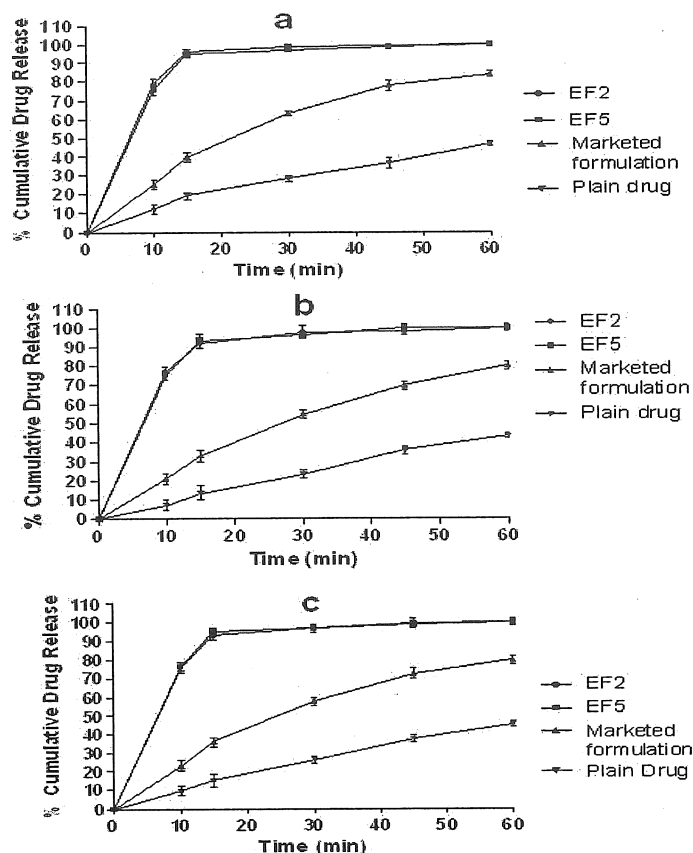 a
110
100
90
80
70
60
50
40
30
20
10
0
% Cumulative Drug Release
0 10 20 30 40 50 60
Time (min)
EF2
EF5
Marketed
formulation
Plain drug
b
110
100
90
80
70
60
50
40
30
20
10
0
% Cumulative Drug Release
0 10 20 30 40 50 60
Time (min)
EF2
EF5
Marketed
formulation
Plain drug
c
110
100
90
80
70
60
50
40
30
20
10
0
% Cumulative Drug Release
0 10 20 30 40 50 60
Time (min)
EF2
EF5
Marketed
formulation
Plain Drug